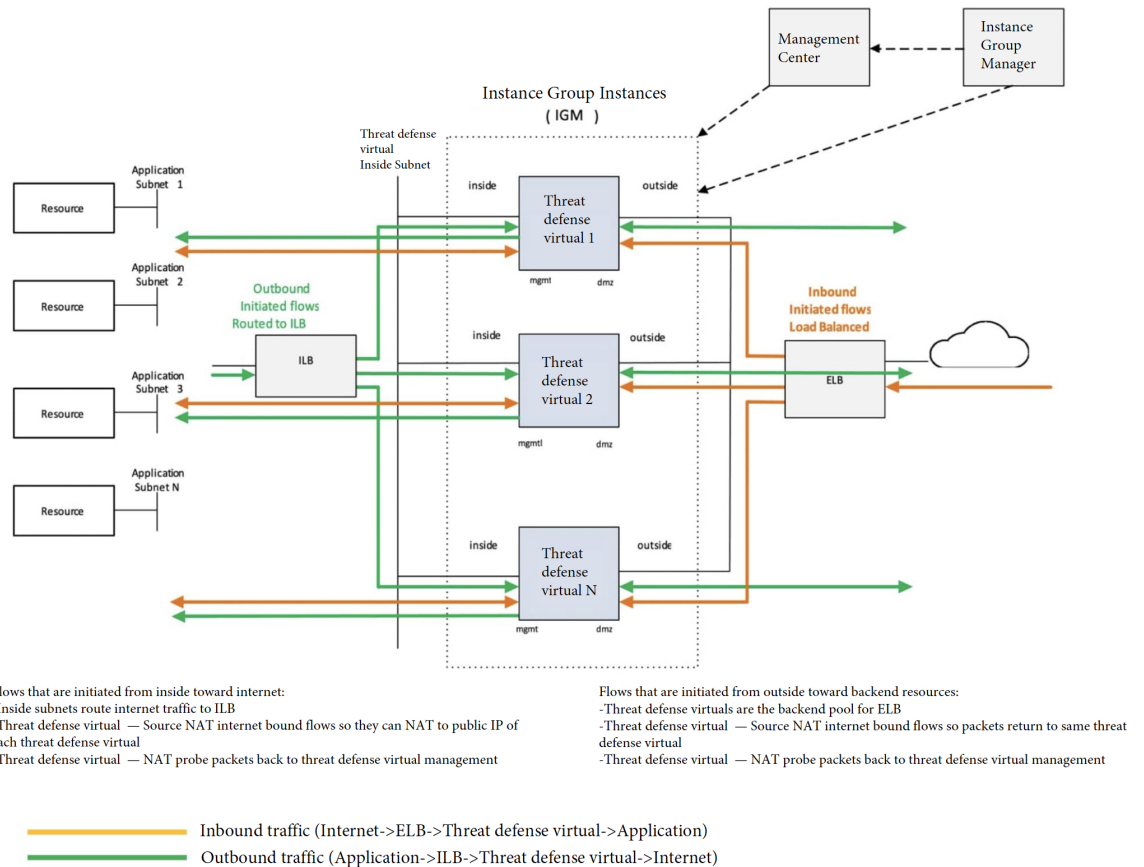 Management
Center
Instance
Group
Manager
Instance Group Instances
( IGM )
Threat defense
virtual
Inside Subnet
Application
Subnet 1
Resource
inside
Threat
defense
virtual 1
outside
mgmt
dmz
Application
Subnet 2
Resource
Outbound
Initiated flows
Routed to ILB
ILB
inside
Threat
defense
virtual 2
outside
mgmtl
dmz
Inbound
Initiated flows
Load Balanced
ELB
Application
Subnet 3
Resource
Application
Subnet N
Resource
inside
Threat
defense
virtual N
outside
mgmt
dmz
lows that are initiated from inside toward internet:
Inside subnets route internet traffic to ILB
Threat defense virtual — Source NAT internet bound flows so they can NAT to public IP of
ach threat defense virtual
Threat defense virtual — NAT probe packets back to threat defense virtual management
Flows that are initiated from outside toward backend resources:
-Threat defense virtuals are the backend pool for ELB
-Threat defense virtual — Source NAT internet bound flows so packets return to same threat
defense virtual
-Threat defense virtual — NAT probe packets back to threat defense virtual management
Inbound traffic (Internet->ELB->Threat defense virtual->Application)
Outbound traffic (Application->ILB->Threat defense virtual->Internet)